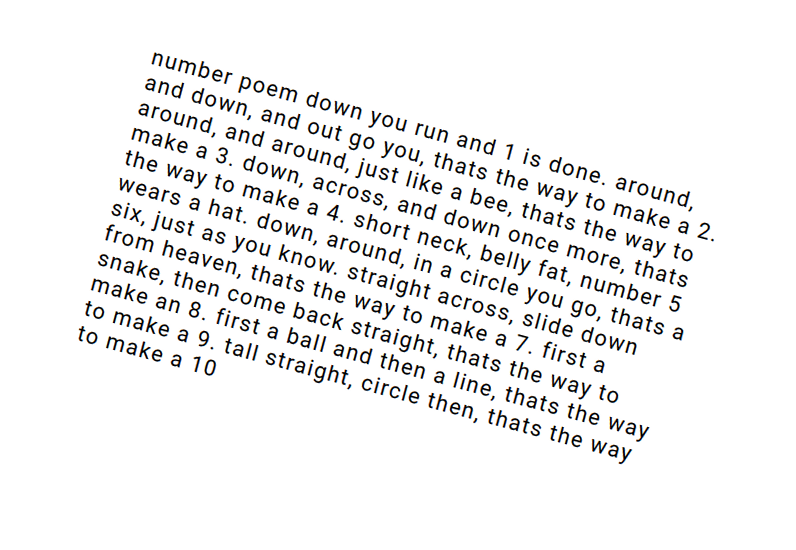 number poem down you run and 1 is done. around,
and down, and out go you, thats the way to make a 2.
around, and around, just like a bee, thats the way to
make a 3. down, across, and down once more, thats
the way to make a 4. short neck, belly fat, number 5
wears a hat. down, around, in a circle you go, thats a
six, just as you know. straight across, slide down
from heaven, thats the way to make a 7. first a
snake, then come back straight, thats the way to
make an 8. first a ball and then a line, thats the way
to make a 9. tall straight, circle then, thats the way
to make a 10